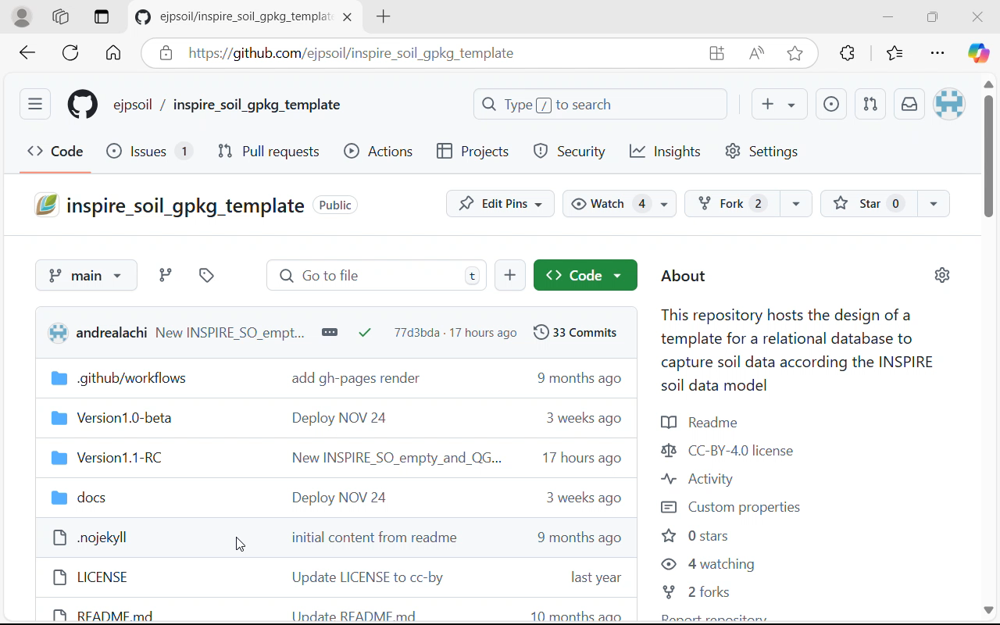 ejpsoil/inspire_soil_gpkg_template
https://github.com/ejpsoil/inspire_soil_gpkg_template
ejpsoil / inspire_soil_gpkg_template
Type / to search
Code
Issues 1
Pull requests
Actions
Projects
Security
Insights
Settings
inspire_soil_gpkg_template Public
Edit Pins
Watch 4
Fork 2
Star 0
main
Go to file t
Code
About
This repository hosts the design of a
template for a relational database to
capture soil data according the INSPIRE
soil data model
andrealachi New INSPIRE_SO_empt... 77d3bda · 17 hours ago 33 Commits
.github/workflows add gh-pages render 9 months ago
Version1.0-beta Deploy NOV 24 3 weeks ago
Version1.1-RC New INSPIRE_SO_empty_and_QG... 17 hours ago
docs Deploy NOV 24 3 weeks ago
.nojekyll initial content from readme 9 months ago
LICENSE Update LICENSE to cc-by last year
README.md Update README.md 10 months ago
Readme
CC-BY-4.0 license
Activity
Custom properties
0 stars
4 watching
2 forks
Report repository